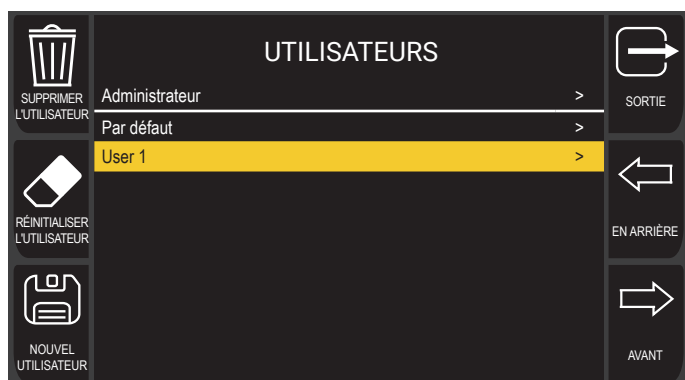 UTILISATEURS
SUPPRIMER
L'UTILISATEUR
Administrateur >
Par défaut >
User 1 >
RÉINITIALISER
L'UTILISATEUR
NOUVEL
UTILISATEUR
SORTIE
EN ARRIÈRE
AVANT